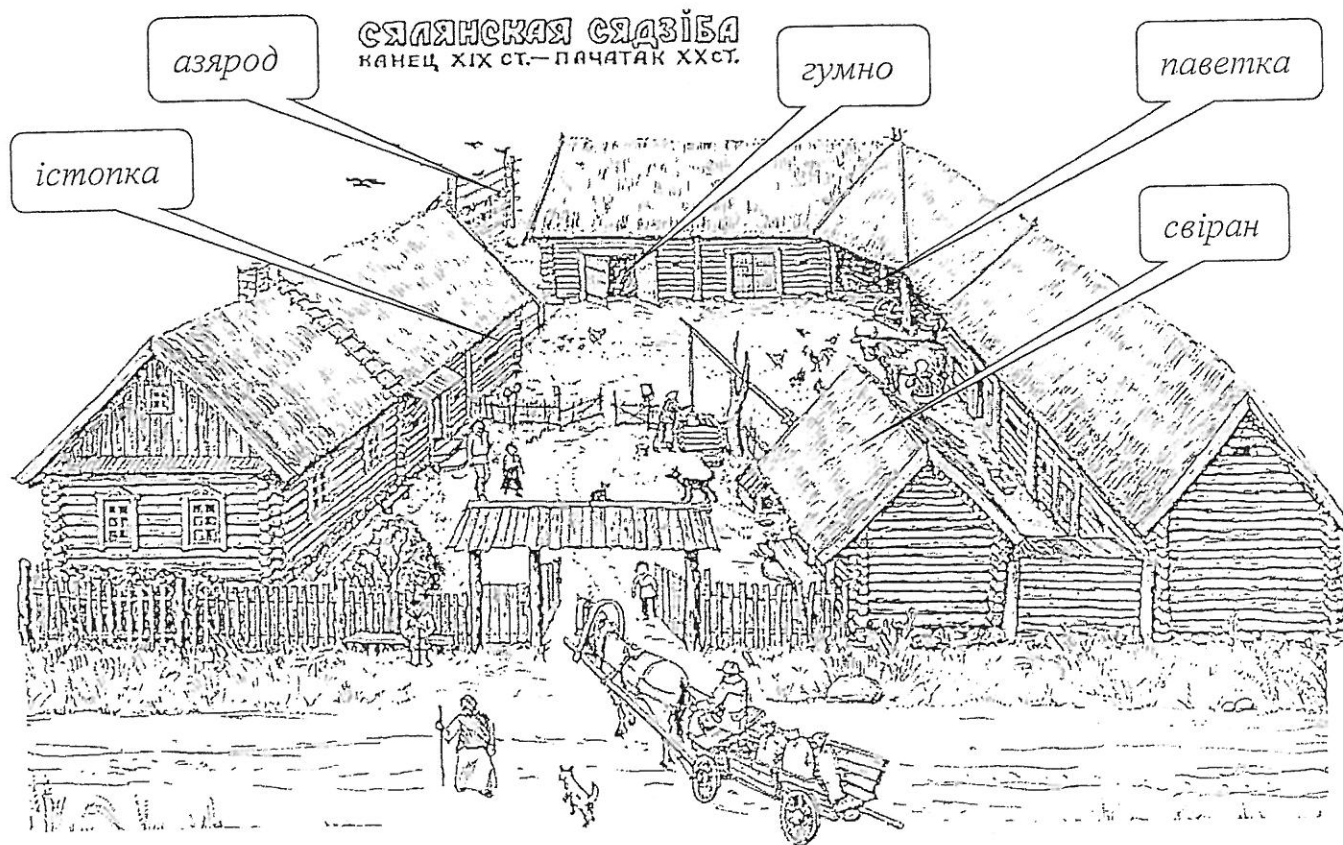 СЯЛЯНСКАЯ СЯДЗІБА
КАНЕЦ XIX СТ.—ПАЧАТАК XX СТ.
азярод
гумно
паветка
істопка
свіран